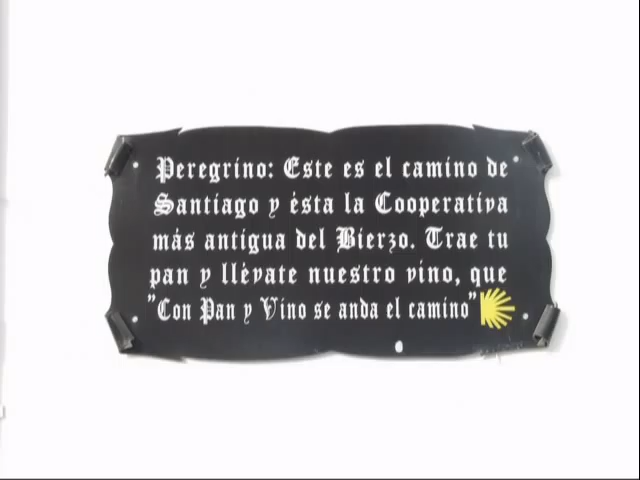 Peregrino: Este es el camino de
Santiago y ésta la Cooperativa
más antigua del Bierzo. Trae tu
pan y llévate nuestro vino, que
"Con Pan y Vino se anda el camino"